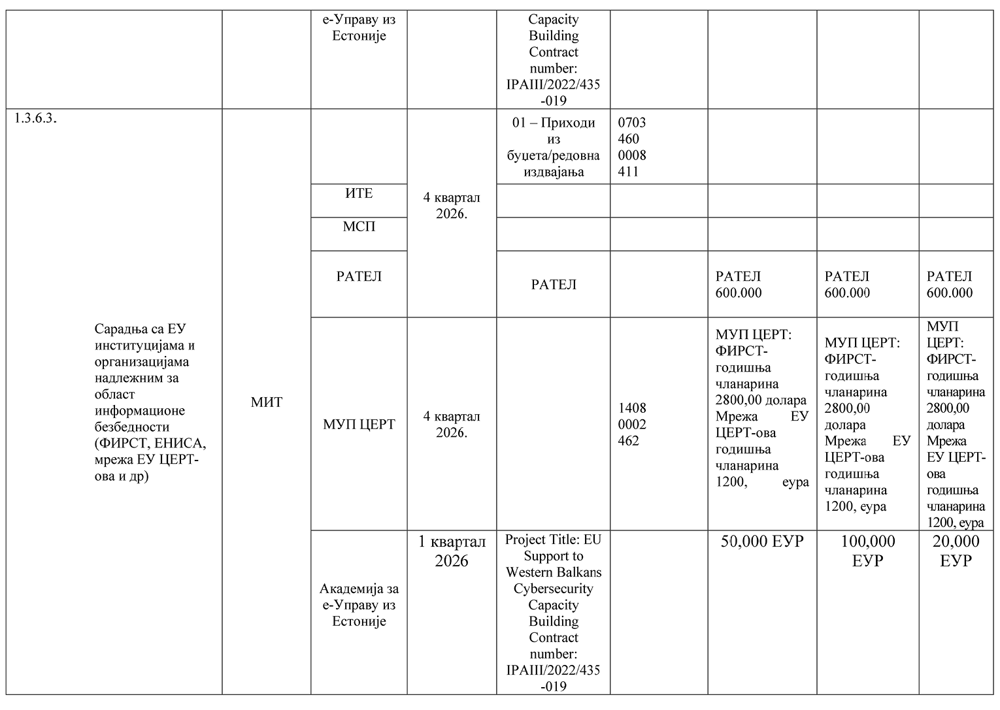 е-Управу из
Естоније
Capacity
Building
Contract
number:
IPAIII/2022/435
-019
1.3.6.3.
Сарадња са ЕУ
институцијама и
организацијама
надлежним за
област
информационе
безбедности
(ФИРСТ, ЕНИСА,
мрежа ЕУ ЦЕРТ-
ова и др)
МИТ
4 квартал
2026.
01 – Приходи
из
буџета/редовна
издвајања
0703
460
0008
411
ИТЕ
МСП
РАТЕЛ
РАТЕЛ
РАТЕЛ
600.000
РАТЕЛ
600.000
РАТЕЛ
600.000
МУП ЦЕРТ
4 квартал
2026.
1408
0002
462
МУП ЦЕРТ:
ФИРСТ-
годишња
чланарина
2800,00 долара
Мрежа ЕУ
ЦЕРТ-ова
годишња
чланарина
1200, еура
МУП ЦЕРТ:
ФИРСТ-
годишња
чланарина
2800,00
долара
Мрежа ЕУ
ЦЕРТ-ова
годишња
чланарина
1200, еура
МУП
ЦЕРТ:
ФИРСТ-
годишња
чланарина
2800,00
долара
Мрежа
ЕУ ЦЕРТ-
ова
годишња
чланарина
1200, еура
Академија за
е-Управу из
Естоније
1 квартал
2026
Project Title: EU
Support to
Western Balkans
Cybersecurity
Capacity
Building
Contract
number:
IPAIII/2022/435
-019
50,000 ЕУР
100,000
ЕУР
20,000
ЕУР